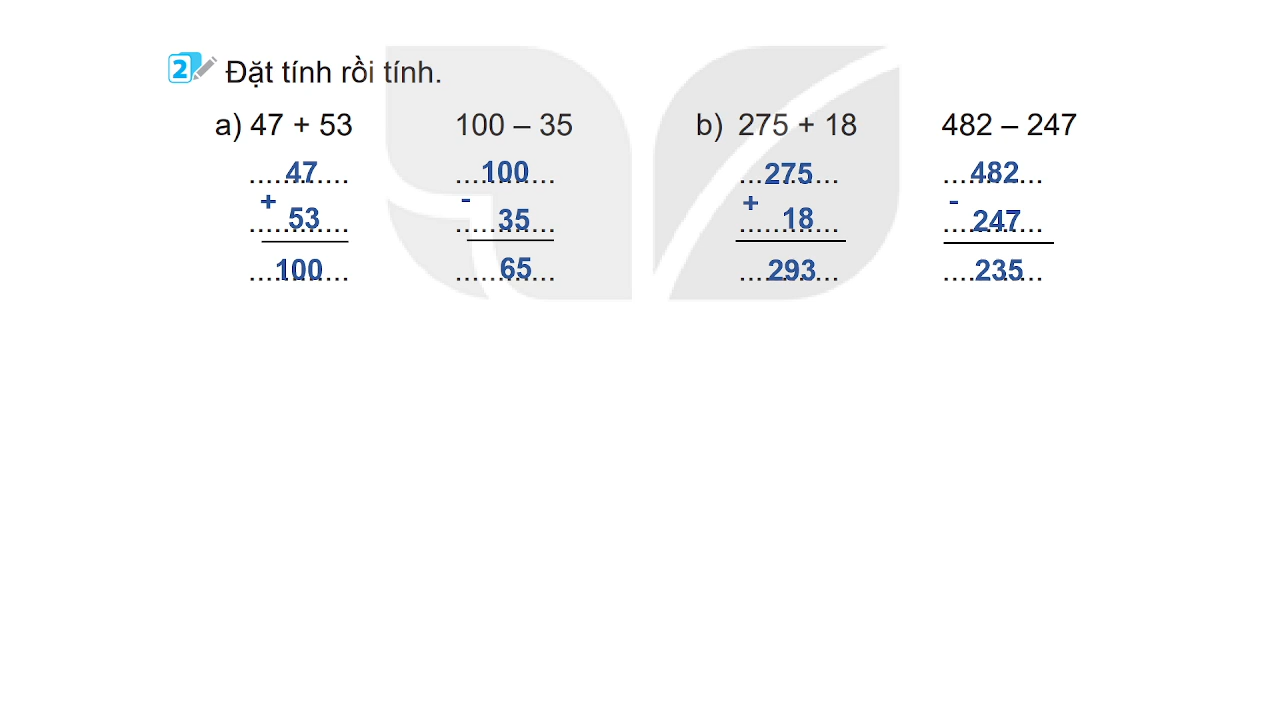 2 Đặt tính rồi tính.
a) 47 + 53 100 – 35 b) 275 + 18 482 – 247
47 100 275 482
+ - + -
53 35 18 247
100 65 293 235